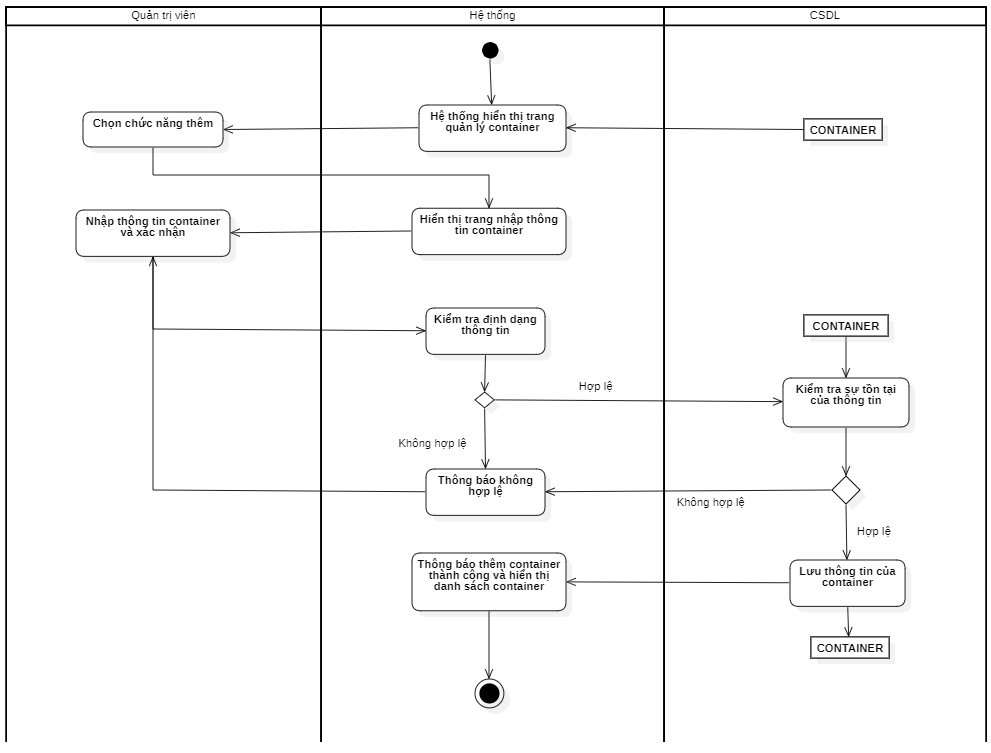 Quản trị viên
Hệ thống
CSDL
Hệ thống hiển thị trang
quản lý container
Chọn chức năng thêm
CONTAINER
Hiển thị trang nhập thông
tin container
Nhập thông tin container
và xác nhận
Kiểm tra định dạng
thông tin
CONTAINER
Hợp lệ
Kiểm tra sự tồn tại
của thông tin
Không hợp lệ
Thông báo không
hợp lệ
Không hợp lệ
Hợp lệ
Thông báo thêm container
thành công và hiển thị
danh sách container
Lưu thông tin của
container
CONTAINER